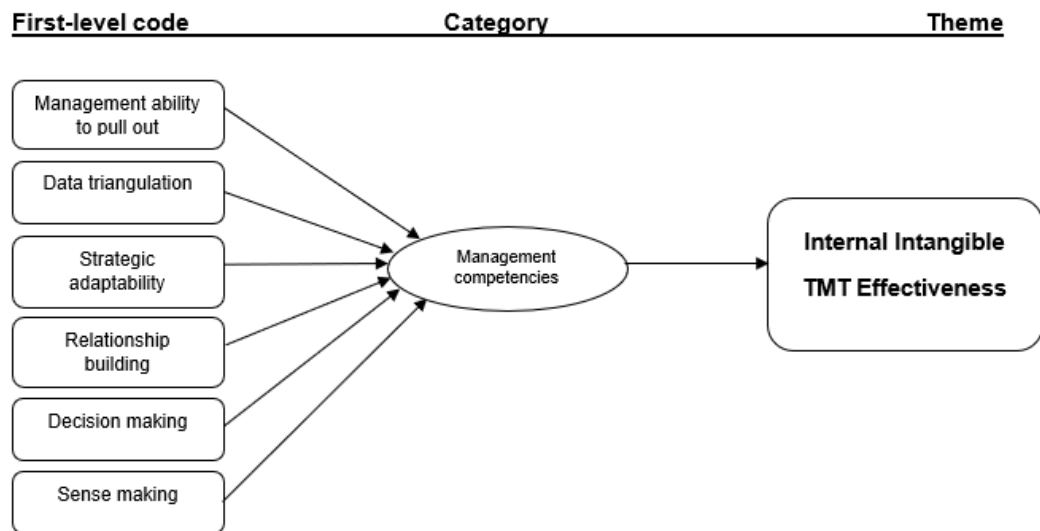 First-level code
Category
Theme
Management ability
to pull out
Data triangulation
Strategic
adaptability
Relationship
building
Decision making
Sense making
Management
competencies
Internal Intangible
TMT Effectiveness